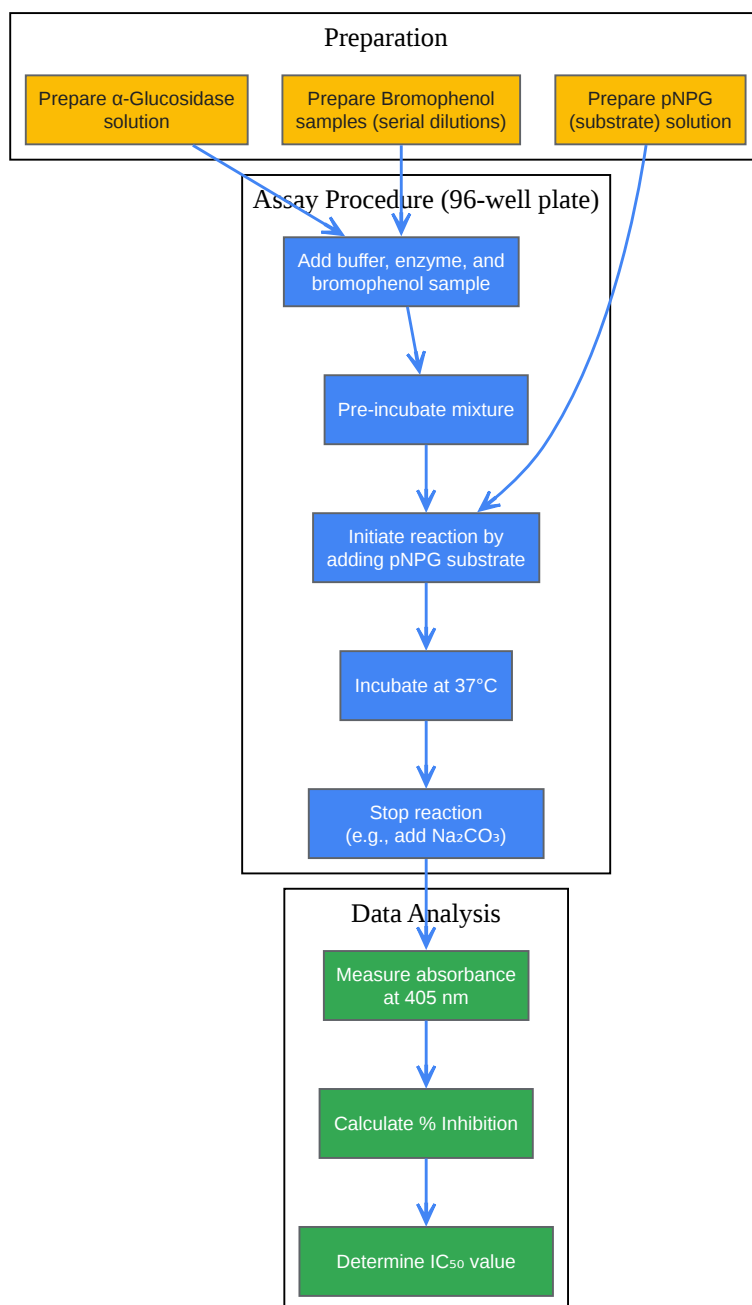 Preparation
Prepare α-Glucosidase
solution
Prepare Bromophenol
samples (serial dilutions)
Prepare pNPG
(substrate) solution
Assay Procedure (96-well plate)
Add buffer, enzyme, and
bromophenol sample
Pre-incubate mixture
Initiate reaction by
adding pNPG substrate
Incubate at 37°C
Stop reaction
(e.g., add Na₂CO₃)
Data Analysis
Measure absorbance
at 405 nm
Calculate % Inhibition
Determine IC₅₀ value